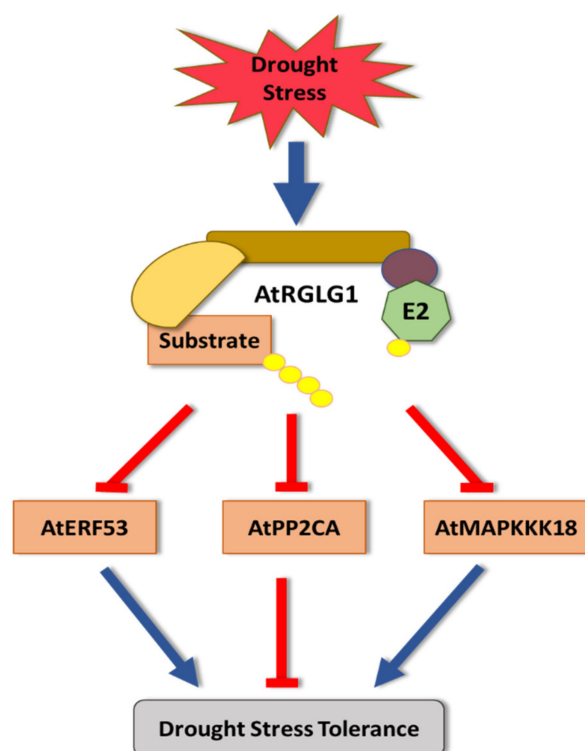 Drought
Stress
AtRGLG1
E2
Substrate
AtERF53
AtPP2CA
AtMAPKKK18
Drought Stress Tolerance